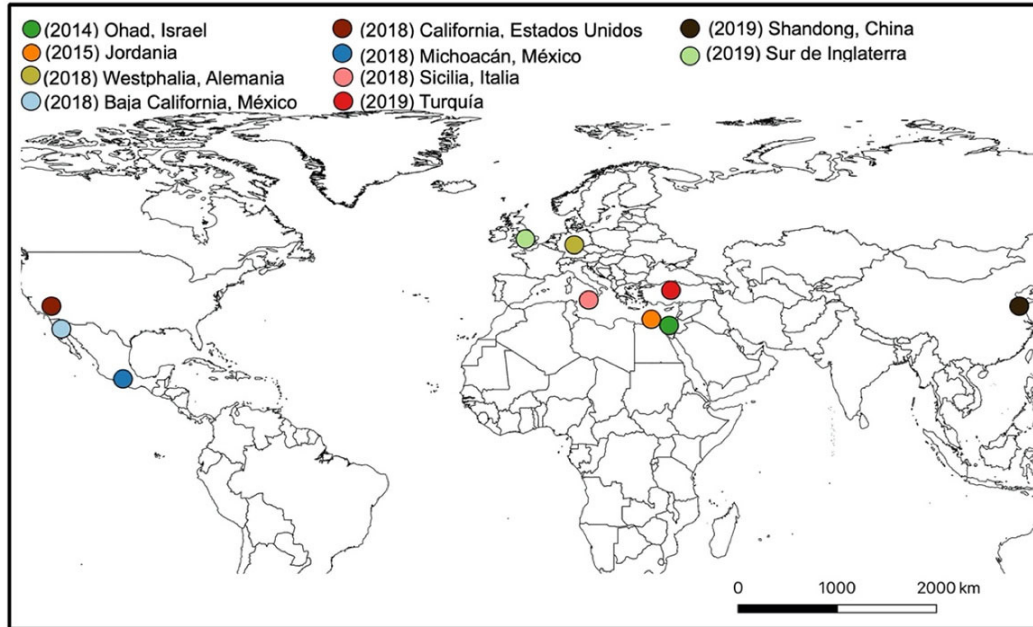 (2014) Ohad, Israel
(2015) Jordania
(2018) Westphalia, Alemania
(2018) Baja California, México
(2018) California, Estados Unidos
(2018) Michoacán, México
(2018) Sicilia, Italia
(2019) Turquía
(2019) Shandong, China
(2019) Sur de Inglaterra
0 1000 2000 km